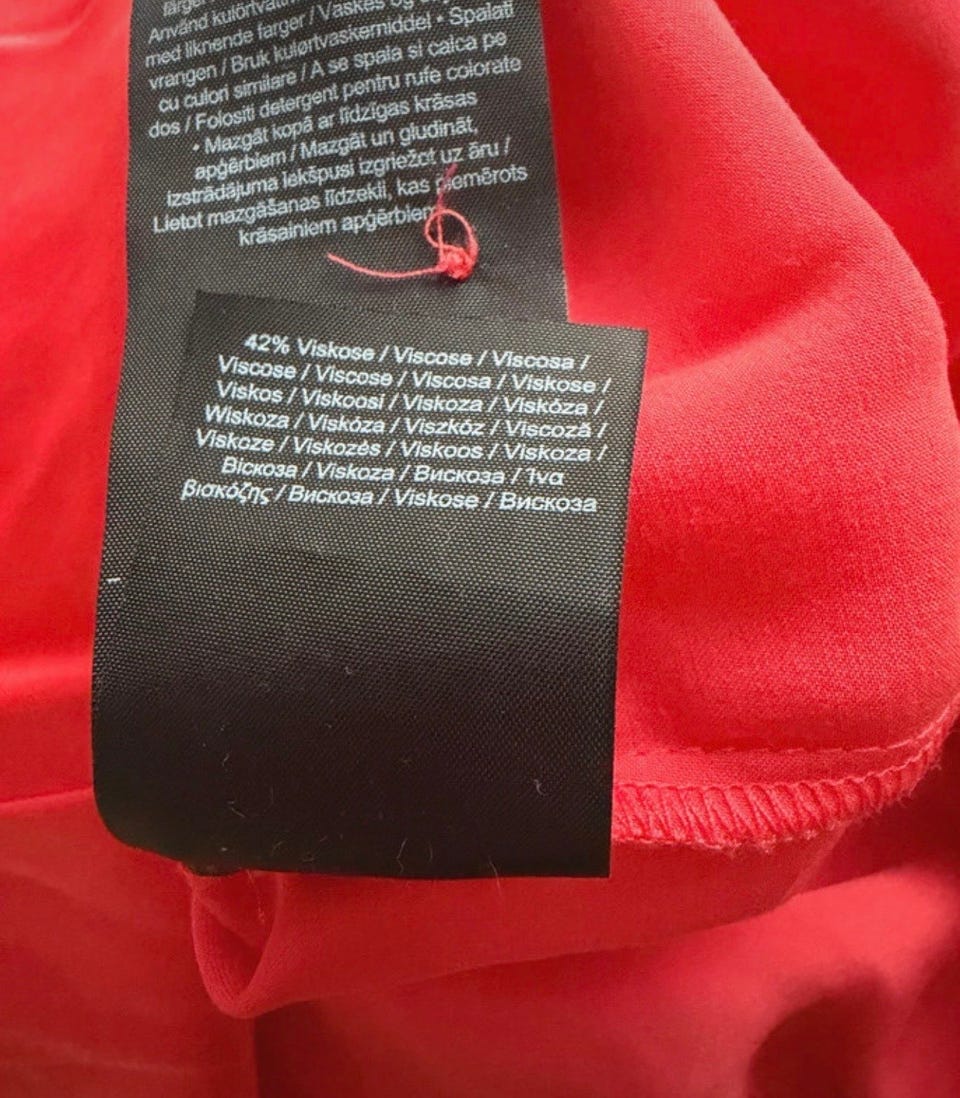 färger
Använd kulörtvättmedel
med liknende farger / Vaskes og
vrangen / Bruk kulørtvaskemiddel • Spalati
cu culori similare / A se spala si calca pe
dos / Folositi detergent pentru rufe colorate
• Mazgāt kopā ar līdzīgas krāsas
apģērbiem / Mazgāt un gludināt,
izstrādājuma iekšpusi izgriežot uz āru /
Lietot mazgāšanas līdzekli, kas piemērots
krāsainiem apģērbiem
42% Viskose / Viscose / Viscosa /
Viscose / Viscose / Viscosa / Viskose /
Viskos / Viskoosi / Viskoza / Viskóza /
Wiskoza / Viskóza / Viszkóz / Viscoză /
Viskoze / Viskozės / Viskoos / Viskoza /
Віскоза / Viskoza / Вискоза / Ίνα
βισκόζης / Вискоза / Viskose / Вискоза